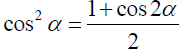 cos² α = (1 + cos 2α) / 2